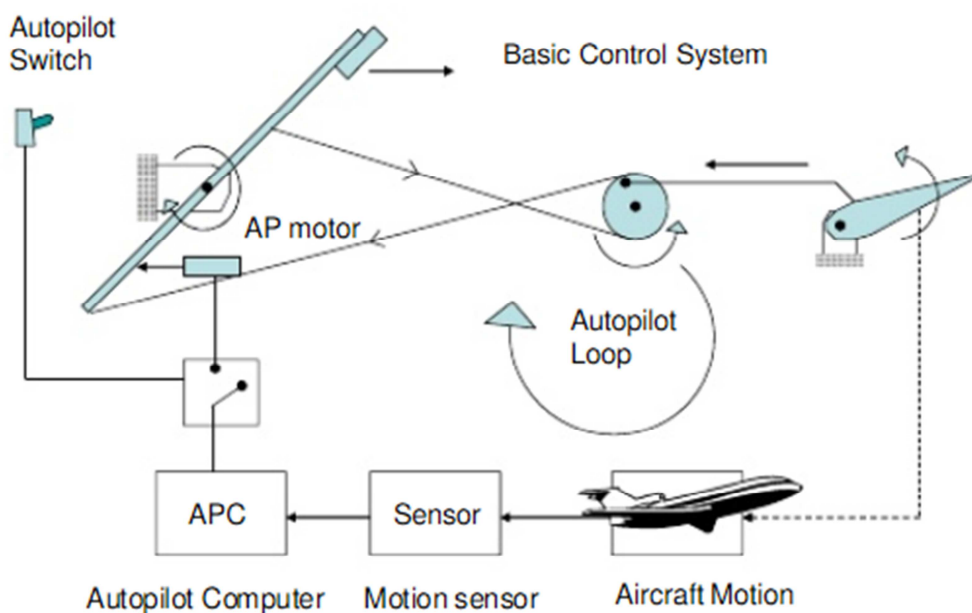 Autopilot
Switch
Basic Control System
AP motor
Autopilot
Loop
APC
Sensor
Autopilot Computer
Motion sensor
Aircraft Motion